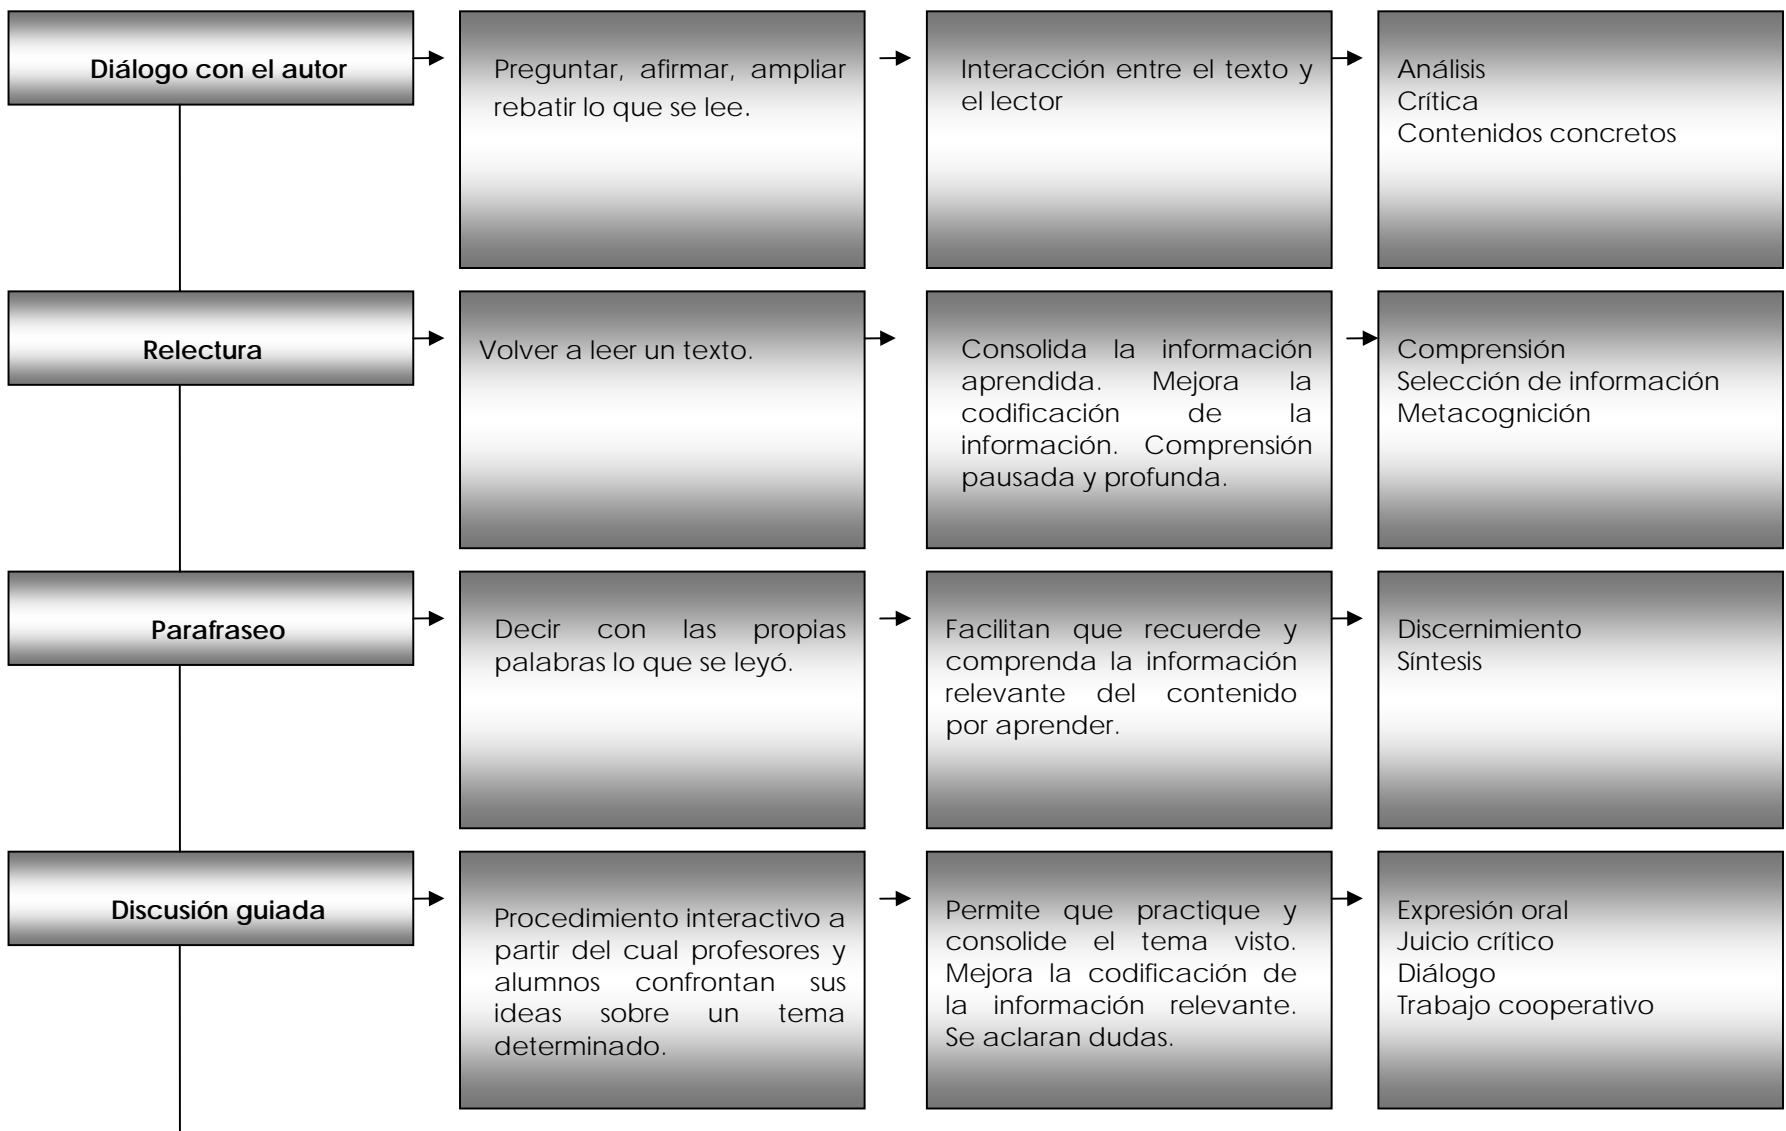 Diálogo con el autor
Preguntar, afirmar, ampliar
rebatir lo que se lee.
Interacción entre el texto y
el lector
Análisis
Crítica
Contenidos concretos
Relectura
Volver a leer un texto.
Consolida la información
aprendida. Mejora la
codificación de la
información. Comprensión
pausada y profunda.
Comprensión
Selección de información
Metacognición
Parafraseo
Decir con las propias
palabras lo que se leyó.
Facilitan que recuerde y
comprenda la información
relevante del contenido
por aprender.
Discernimiento
Síntesis
Discusión guiada
Procedimiento interactivo a
partir del cual profesores y
alumnos confrontan sus
ideas sobre un tema
determinado.
Permite que practique y
consolide el tema visto.
Mejora la codificación de
la información relevante.
Se aclaran dudas.
Expresión oral
Juicio crítico
Diálogo
Trabajo cooperativo